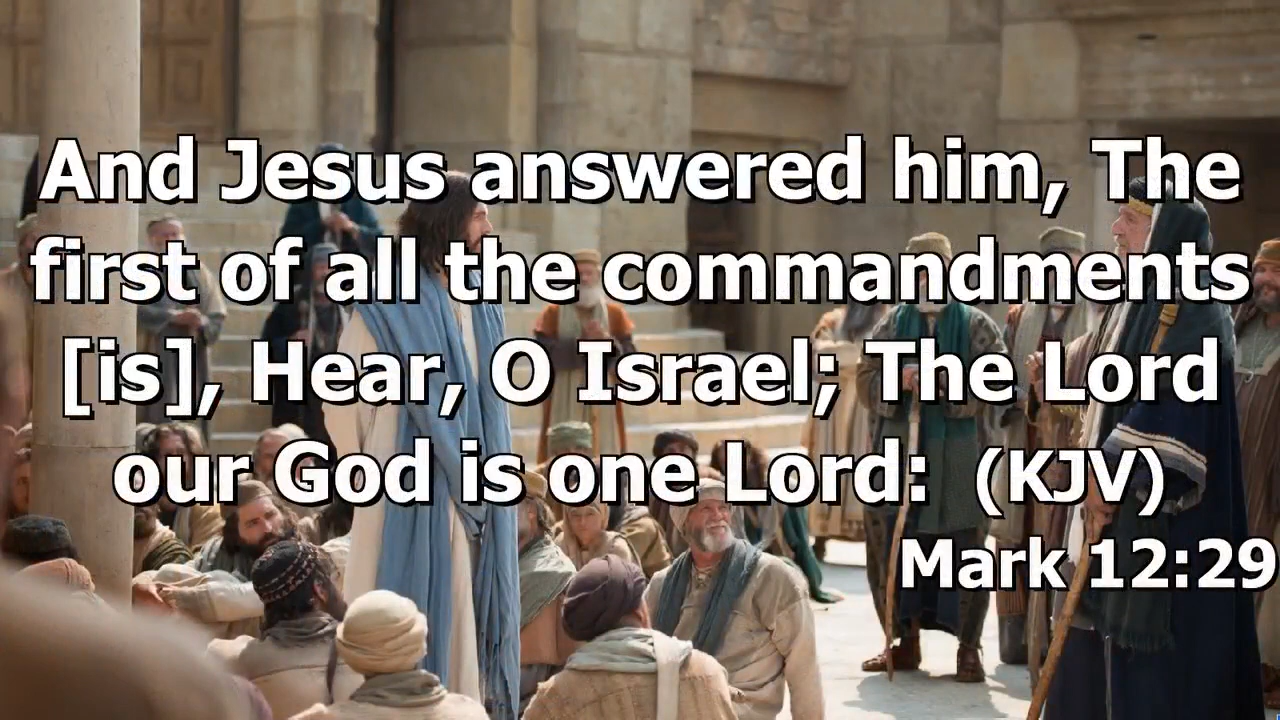 And Jesus answered him, The
first of all the commandments
[is], Hear, O Israel; The Lord
our God is one Lord:  (KJV)
Mark 12:29